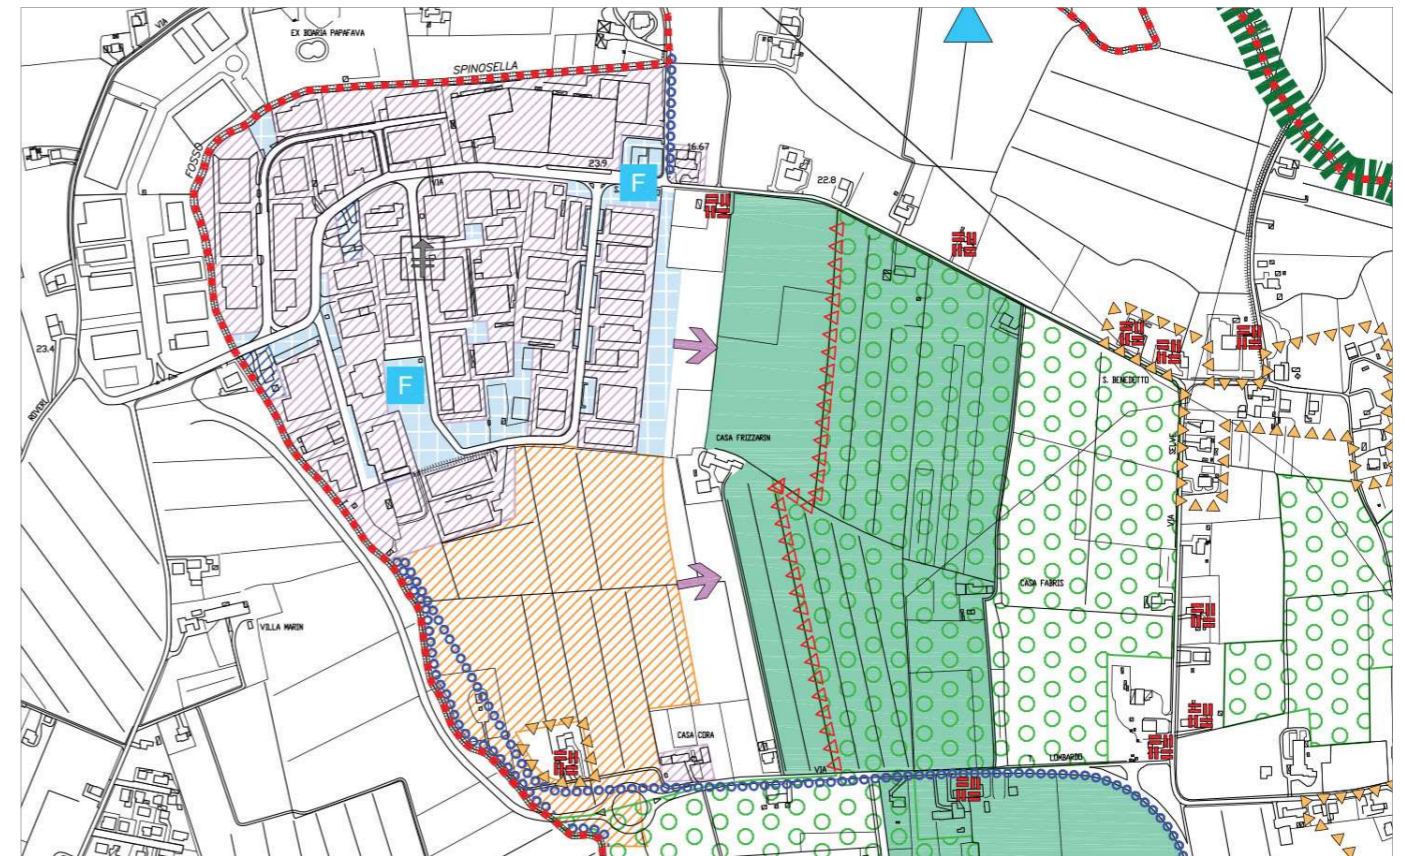 VIA
EX BOARIA PAPAFAVA
SPINOSELLA
FOSSO
16.67
23.9
F
VIA
22.8
23.4
ROVERI
F
S. BENEDETTO
CASA FRIZZARIN
SELVE
VIA
CASA FABRIS
VILLA MARIN
CASA CORA
VIA
LOMBARDO